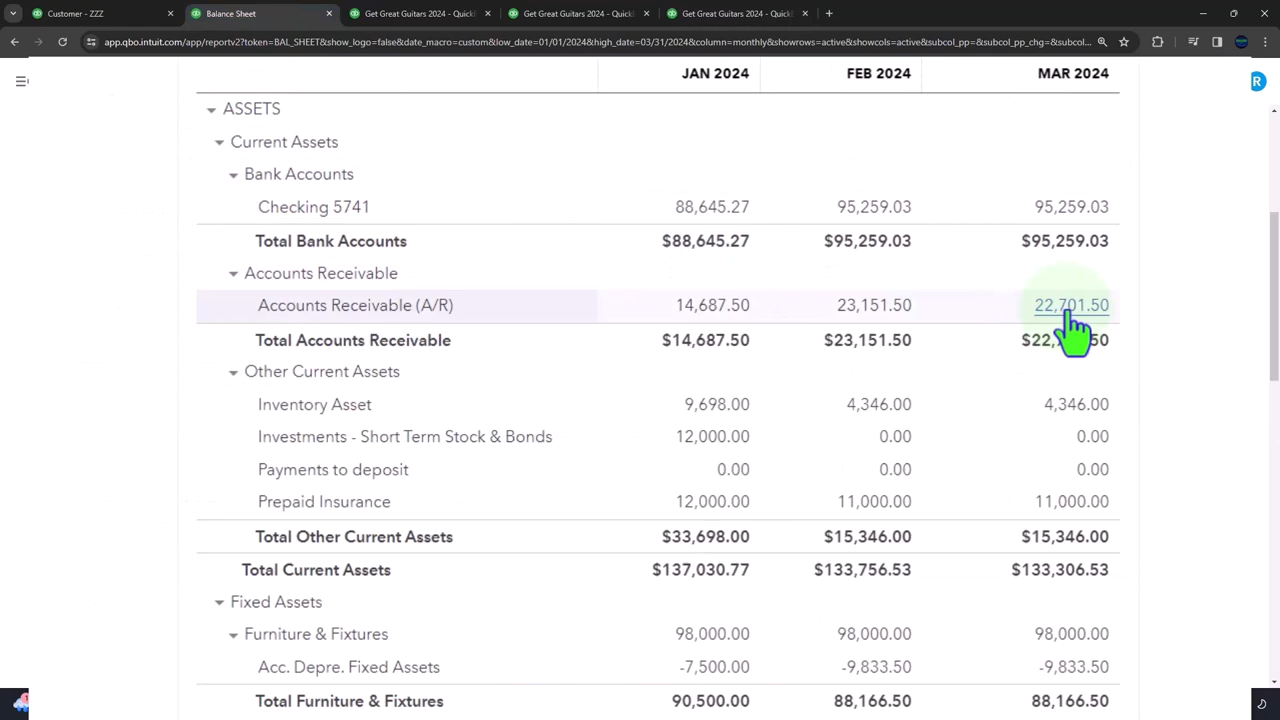 Customer - ZZZ
Balance Sheet
Get Great Guitars 2024 - Quick
Get Great Guitars 2024 - Quick
Get Great Guitars 2024 - Quick
app.qbo.intuit.com/app/reportv2?token=BAL_SHEET&show_logo=false&date_macro=custom&low_date=01/01/2024&high_date=03/31/2024&column=monthly&showrows=active&showcols=active&subcol_pp=&subcol_pp_chg=&subcol...
R
JAN 2024 FEB 2024 MAR 2024
ASSETS
Current Assets
Bank Accounts
Checking 5741 88,645.27 95,259.03 95,259.03
Total Bank Accounts $88,645.27 $95,259.03 $95,259.03
Accounts Receivable
Accounts Receivable (A/R) 14,687.50 23,151.50 22,701.50
Total Accounts Receivable $14,687.50 $23,151.50
Other Current Assets
Inventory Asset 9,698.00 4,346.00 4,346.00
Investments - Short Term Stock & Bonds 12,000.00 0.00 0.00
Payments to deposit 0.00 0.00 0.00
Prepaid Insurance 12,000.00 11,000.00 11,000.00
Total Other Current Assets $33,698.00 $15,346.00 $15,346.00
Total Current Assets $137,030.77 $133,756.53 $133,306.53
Fixed Assets
Furniture & Fixtures 98,000.00 98,000.00 98,000.00
Acc. Depre. Fixed Assets -7,500.00 -9,833.50 -9,833.50
Total Furniture & Fixtures 90,500.00 88,166.50 88,166.50